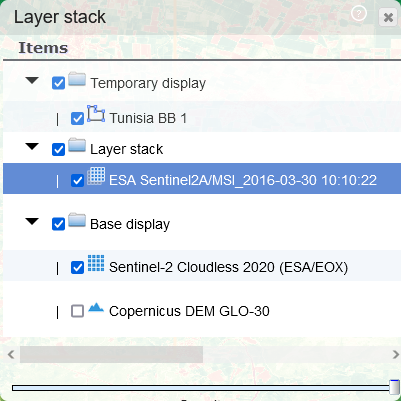 Layer stack
Items
Temporary display
Tunisia BB 1
Layer stack
ESA Sentinel2A/MSI_2016-03-30 10:10:22
Base display
Sentinel-2 Cloudless 2020 (ESA/EOX)
Copernicus DEM GLO-30